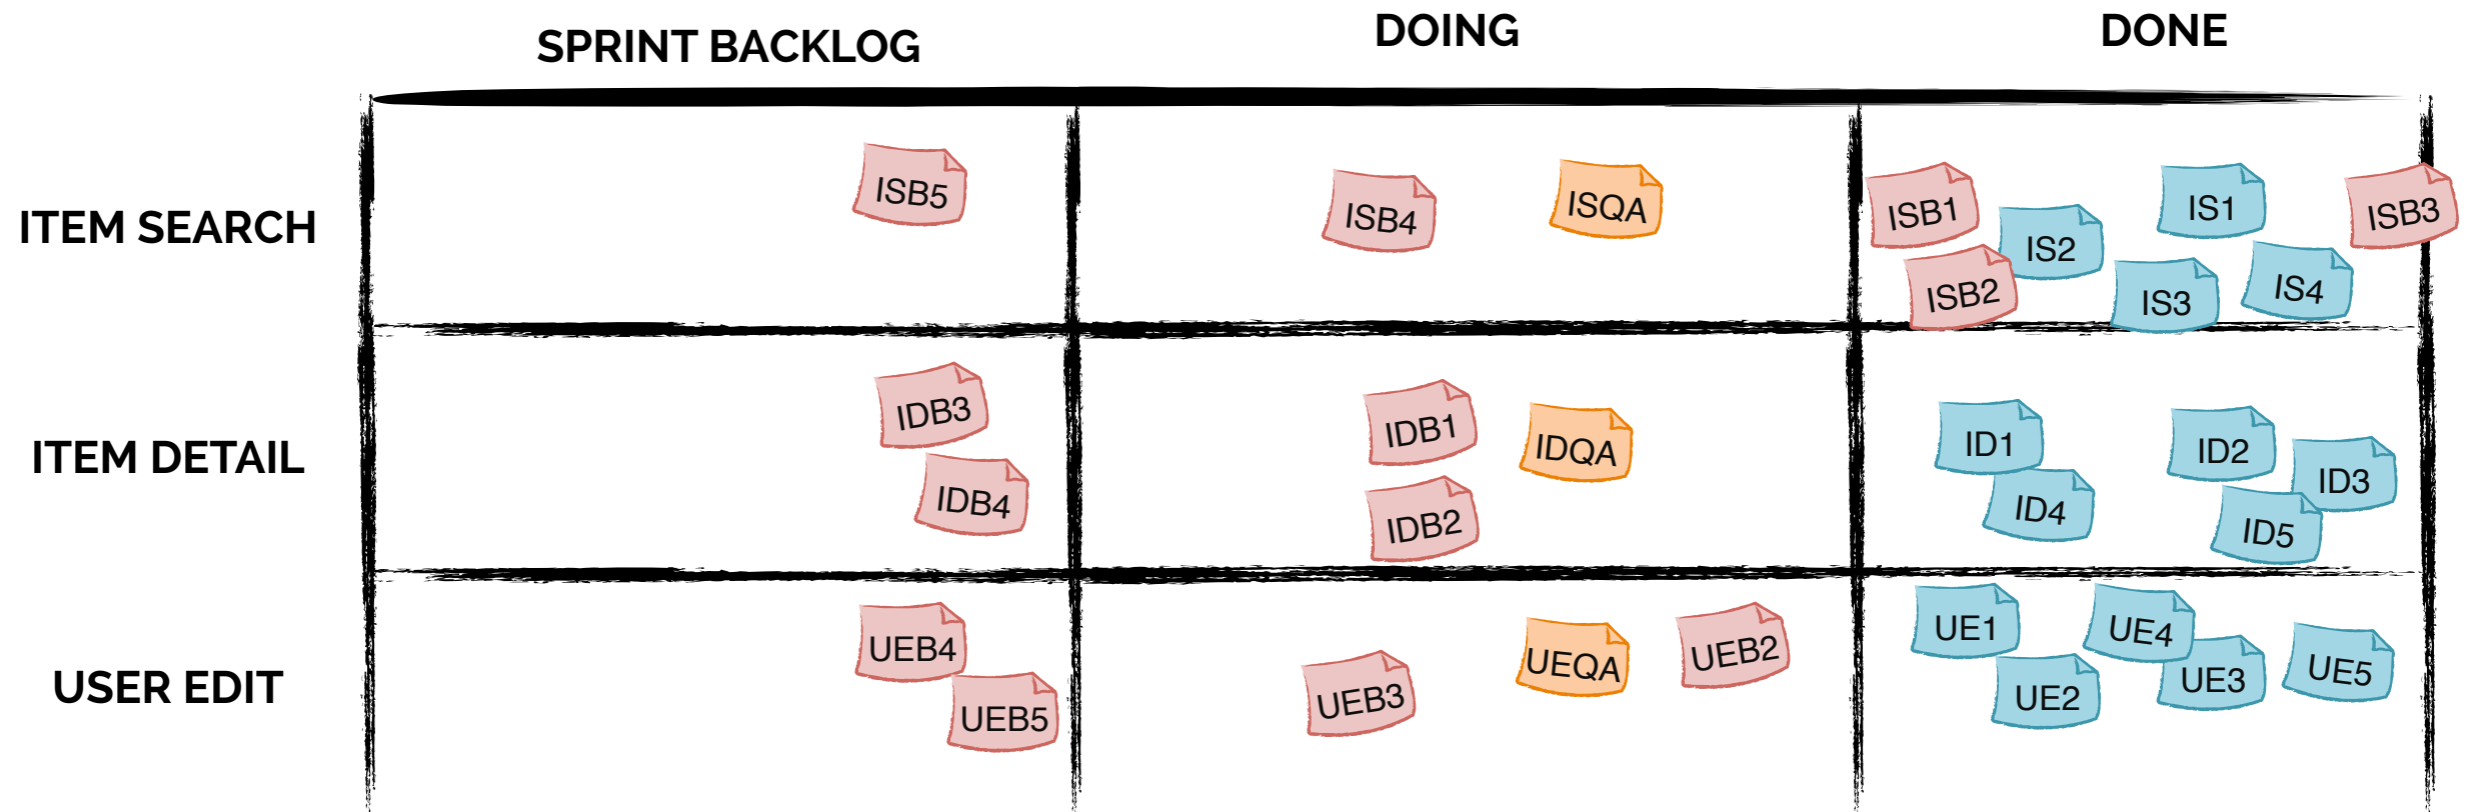 SPRINT BACKLOG
DOING
DONE
ITEM SEARCH
ISB5
ISB4
ISQA
ISB1
IS2
IS1
ISB3
ISB2
IS3
IS4
ITEM DETAIL
IDB3
IDB4
IDB1
IDQA
IDB2
ID1
ID2
ID3
ID4
ID5
USER EDIT
UEB4
UEB5
UEB3
UEQA
UEB2
UE1
UE4
UE2
UE3
UE5